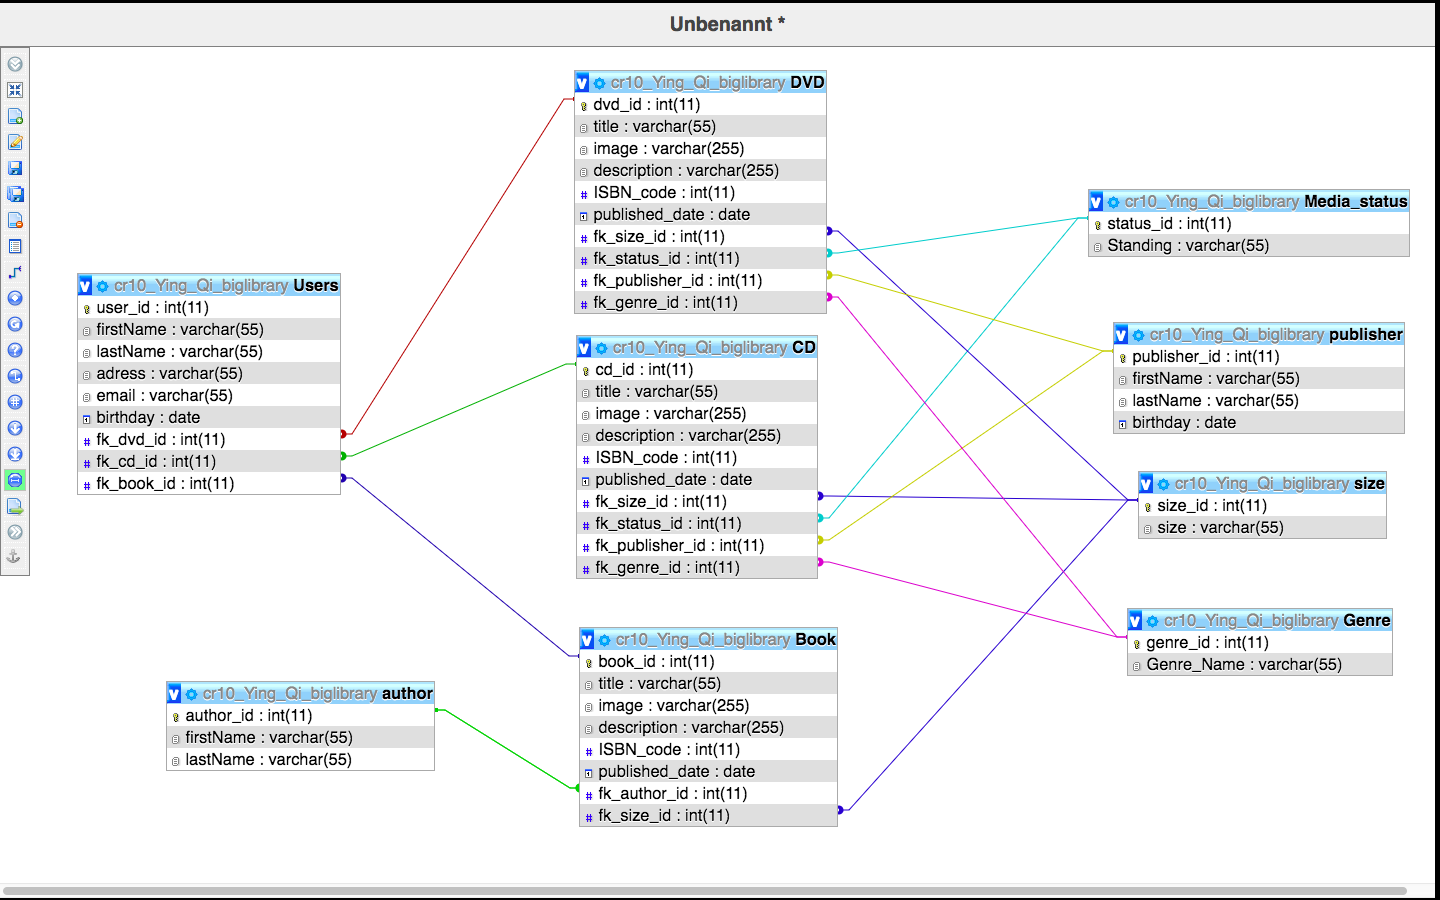 Unbenannt *
cr10_Ying_Qi_biglibrary DVD
dvd_id : int(11)
title : varchar(55)
image : varchar(255)
description : varchar(255)
ISBN_code : int(11)
published_date : date
fk_size_id : int(11)
fk_status_id : int(11)
fk_publisher_id : int(11)
fk_genre_id : int(11)
cr10_Ying_Qi_biglibrary Media_status
status_id : int(11)
Standing : varchar(55)
cr10_Ying_Qi_biglibrary Users
user_id : int(11)
firstName : varchar(55)
lastName : varchar(55)
adress : varchar(55)
email : varchar(55)
birthday : date
fk_dvd_id : int(11)
fk_cd_id : int(11)
fk_book_id : int(11)
cr10_Ying_Qi_biglibrary CD
cd_id : int(11)
title : varchar(55)
image : varchar(255)
description : varchar(255)
ISBN_code : int(11)
published_date : date
fk_size_id : int(11)
fk_status_id : int(11)
fk_publisher_id : int(11)
fk_genre_id : int(11)
cr10_Ying_Qi_biglibrary publisher
publisher_id : int(11)
firstName : varchar(55)
lastName : varchar(55)
birthday : date
cr10_Ying_Qi_biglibrary size
size_id : int(11)
size : varchar(55)
cr10_Ying_Qi_biglibrary Genre
genre_id : int(11)
Genre_Name : varchar(55)
cr10_Ying_Qi_biglibrary Book
book_id : int(11)
title : varchar(55)
image : varchar(255)
description : varchar(255)
ISBN_code : int(11)
published_date : date
fk_author_id : int(11)
fk_size_id : int(11)
cr10_Ying_Qi_biglibrary author
author_id : int(11)
firstName : varchar(55)
lastName : varchar(55)